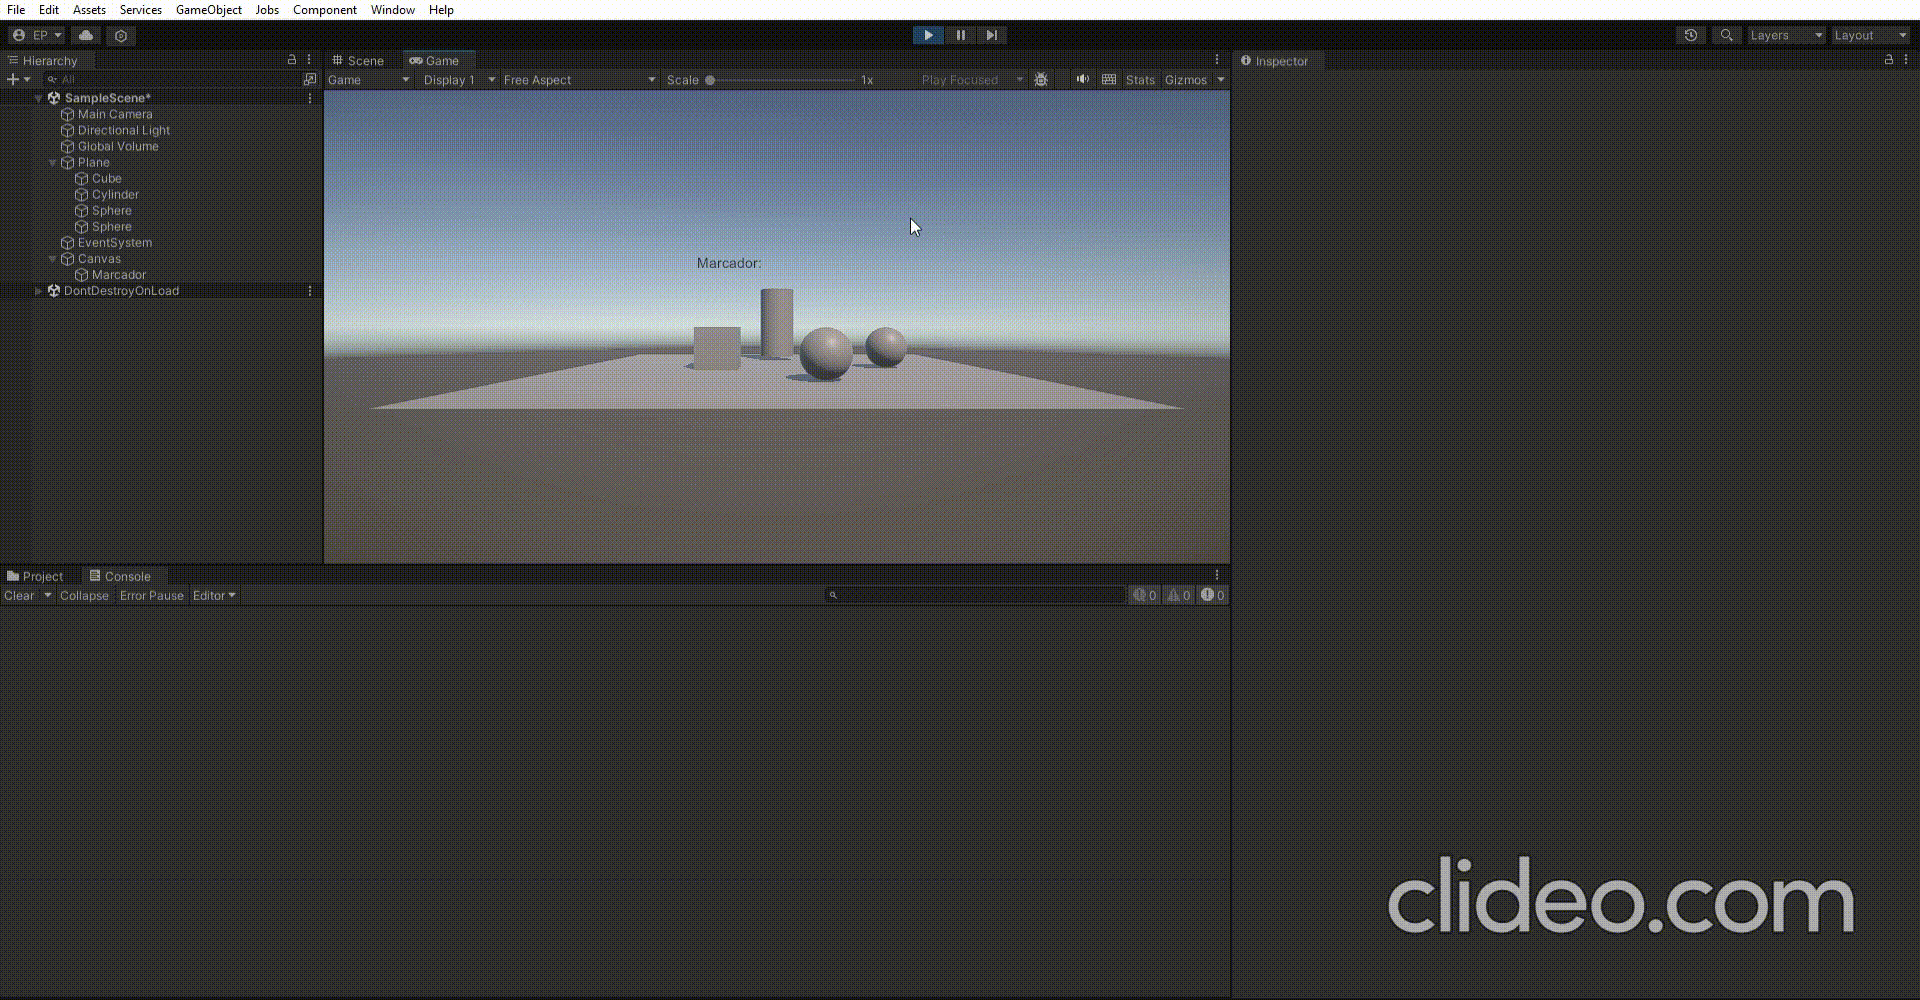 File Edit Assets Services GameObject Jobs Component Window Help
EP Layers Layout
Hierarchy Scene Game Inspector
All Game Display 1 Free Aspect Scale 1x Play Focused Stats Gizmos
SampleScene*
Main Camera
Directional Light
Global Volume
Plane
Cube
Cylinder
Sphere
Sphere
EventSystem
Canvas
Marcador
DontDestroyOnLoad
Marcador:
Project Console
Clear Collapse Error Pause Editor 0 0 0
clideo.com